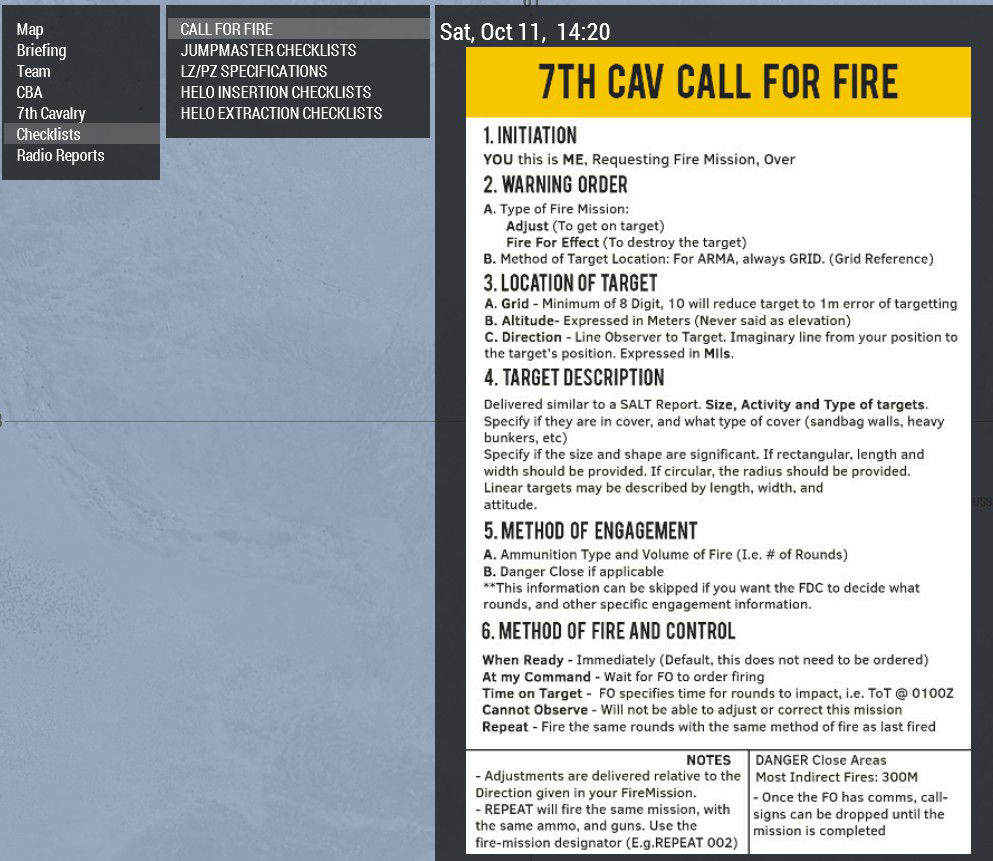 Map
Briefing
Team
CBA
7th Cavalry
Checklists
Radio Reports
CALL FOR FIRE
JUMPMASTER CHECKLISTS
LZ/PZ SPECIFICATIONS
HELO INSERTION CHECKLISTS
HELO EXTRACTION CHECKLISTS
Sat, Oct 11, 14:20
7TH CAV CALL FOR FIRE
1. INITIATION
YOU this is ME, Requesting Fire Mission, Over
2. WARNING ORDER
A. Type of Fire Mission:
Adjust (To get on target)
Fire For Effect (To destroy the target)
B. Method of Target Location: For ARMA, always GRID. (Grid Reference)
3. LOCATION OF TARGET
A. Grid - Minimum of 8 Digit, 10 will reduce target to 1m error of targetting
B. Altitude- Expressed in Meters (Never said as elevation)
C. Direction - Line Observer to Target. Imaginary line from your position to
the target's position. Expressed in MIls.
4. TARGET DESCRIPTION
Delivered similar to a SALT Report. Size, Activity and Type of targets.
Specify if they are in cover, and what type of cover (sandbag walls, heavy
bunkers, etc)
Specify if the size and shape are significant. If rectangular, length and
width should be provided. If circular, the radius should be provided.
Linear targets may be described by length, width, and
attitude.
5. METHOD OF ENGAGEMENT
A. Ammunition Type and Volume of Fire (I.e. # of Rounds)
B. Danger Close if applicable
**This information can be skipped if you want the FDC to decide what
rounds, and other specific engagement information.
6. METHOD OF FIRE AND CONTROL
When Ready - Immediately (Default, this does not need to be ordered)
At my Command - Wait for FO to order firing
Time on Target - FO specifies time for rounds to impact, i.e. ToT @ 0100Z
Cannot Observe - Will not be able to adjust or correct this mission
Repeat - Fire the same rounds with the same method of fire as last fired
NOTES
- Adjustments are delivered relative to the
Direction given in your FireMission.
- REPEAT will fire the same mission, with
the same ammo, and guns. Use the
fire-mission designator (E.g.REPEAT 002)
DANGER Close Areas
Most Indirect Fires: 300M
- Once the FO has comms, call-
signs can be dropped until the
mission is completed